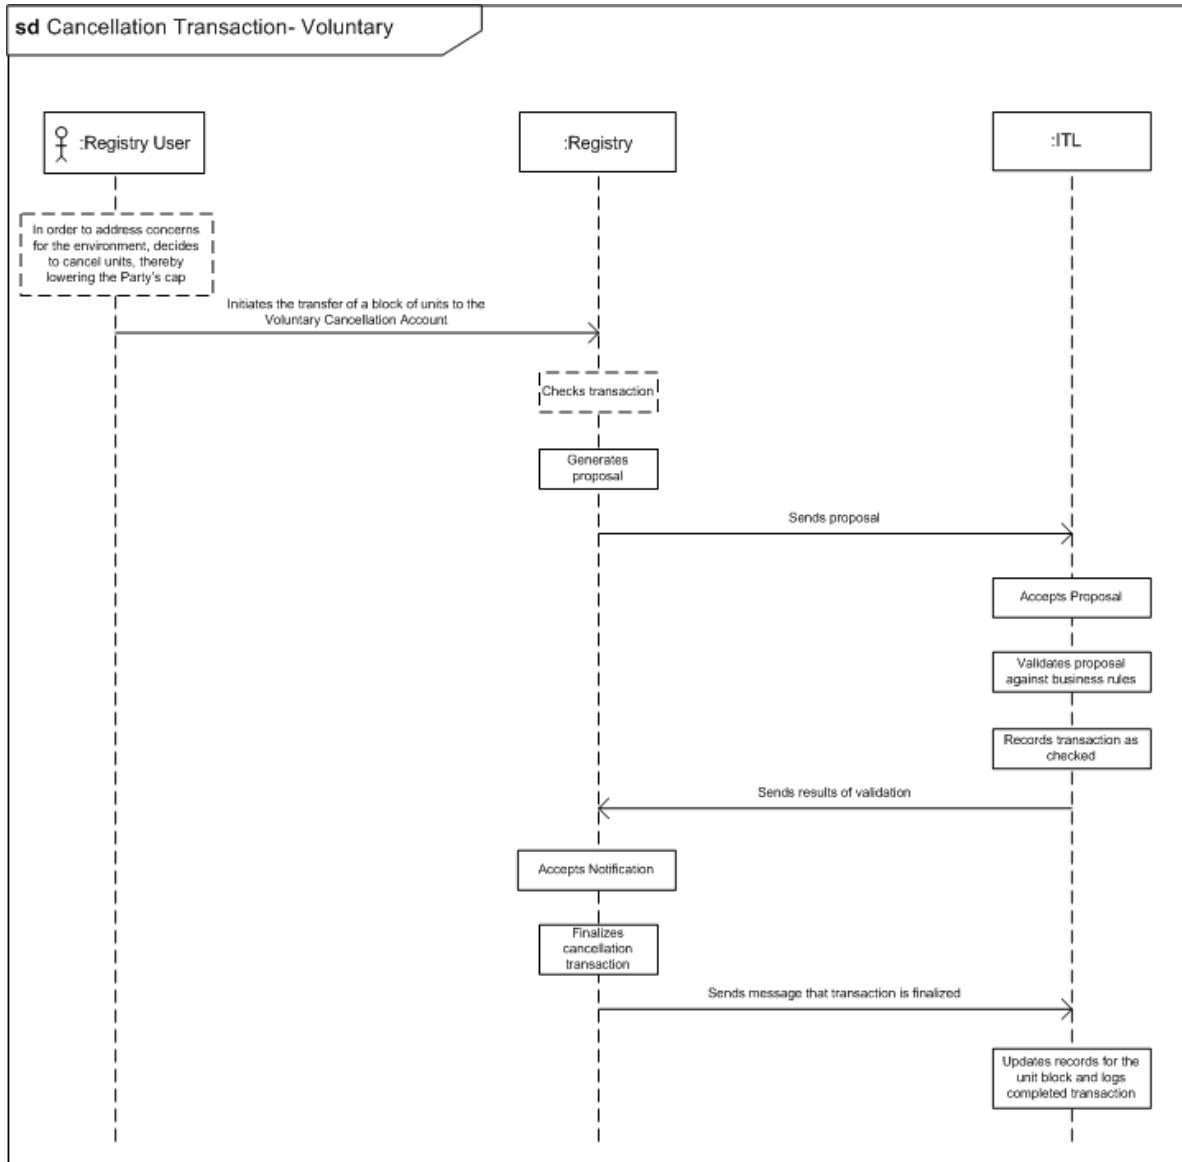 sd Cancellation Transaction- Voluntary
:Registry User
:Registry
:ITL
In order to address concerns
for the environment, decides
to cancel units, thereby
lowering the Party's cap
Initiates the transfer of a block of units to the
Voluntary Cancellation Account
Checks transaction
Generates
proposal
Sends proposal
Accepts Proposal
Validates proposal
against business rules
Records transaction as
checked
Sends results of validation
Accepts Notification
Finalizes
cancellation
transaction
Sends message that transaction is finalized
Updates records for the
unit block and logs
completed transaction